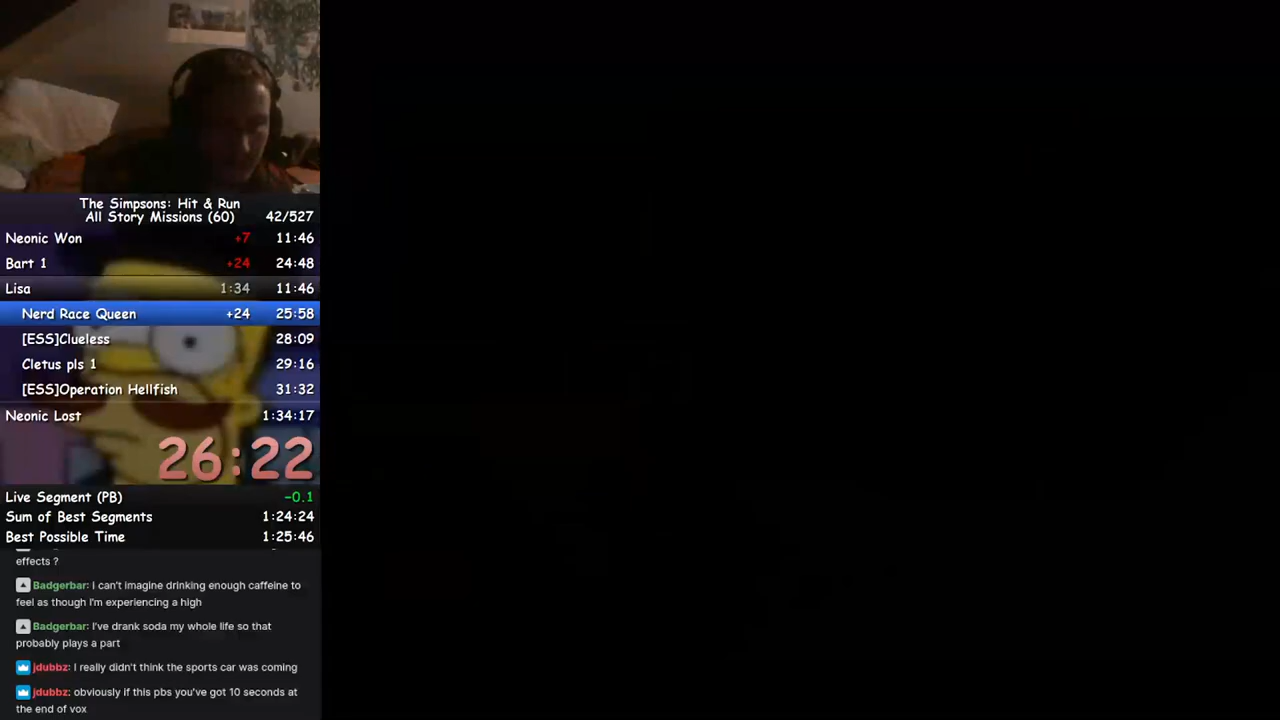 The Simpsons: Hit & Run
All Story Missions (60) 42/527
Neonic Won +7 11:46
Bart 1 +24 24:48
Lisa 1:34 11:46
Nerd Race Queen +24 25:58
[ESS]Clueless 28:09
Cletus pls 1 29:16
[ESS]Operation Hellfish 31:32
Neonic Lost 1:34:17
26:22
Live Segment (PB) −0.1
Sum of Best Segments 1:24:24
Best Possible Time 1:25:46
effects ?
Badgerbar: I can't imagine drinking enough caffeine to
feel as though I'm experiencing a high
Badgerbar: I've drank soda my whole life so that
probably plays a part
jdubbz: I really didn't think the sports car was coming
jdubbz: obviously if this pbs you've got 10 seconds at
the end of vox